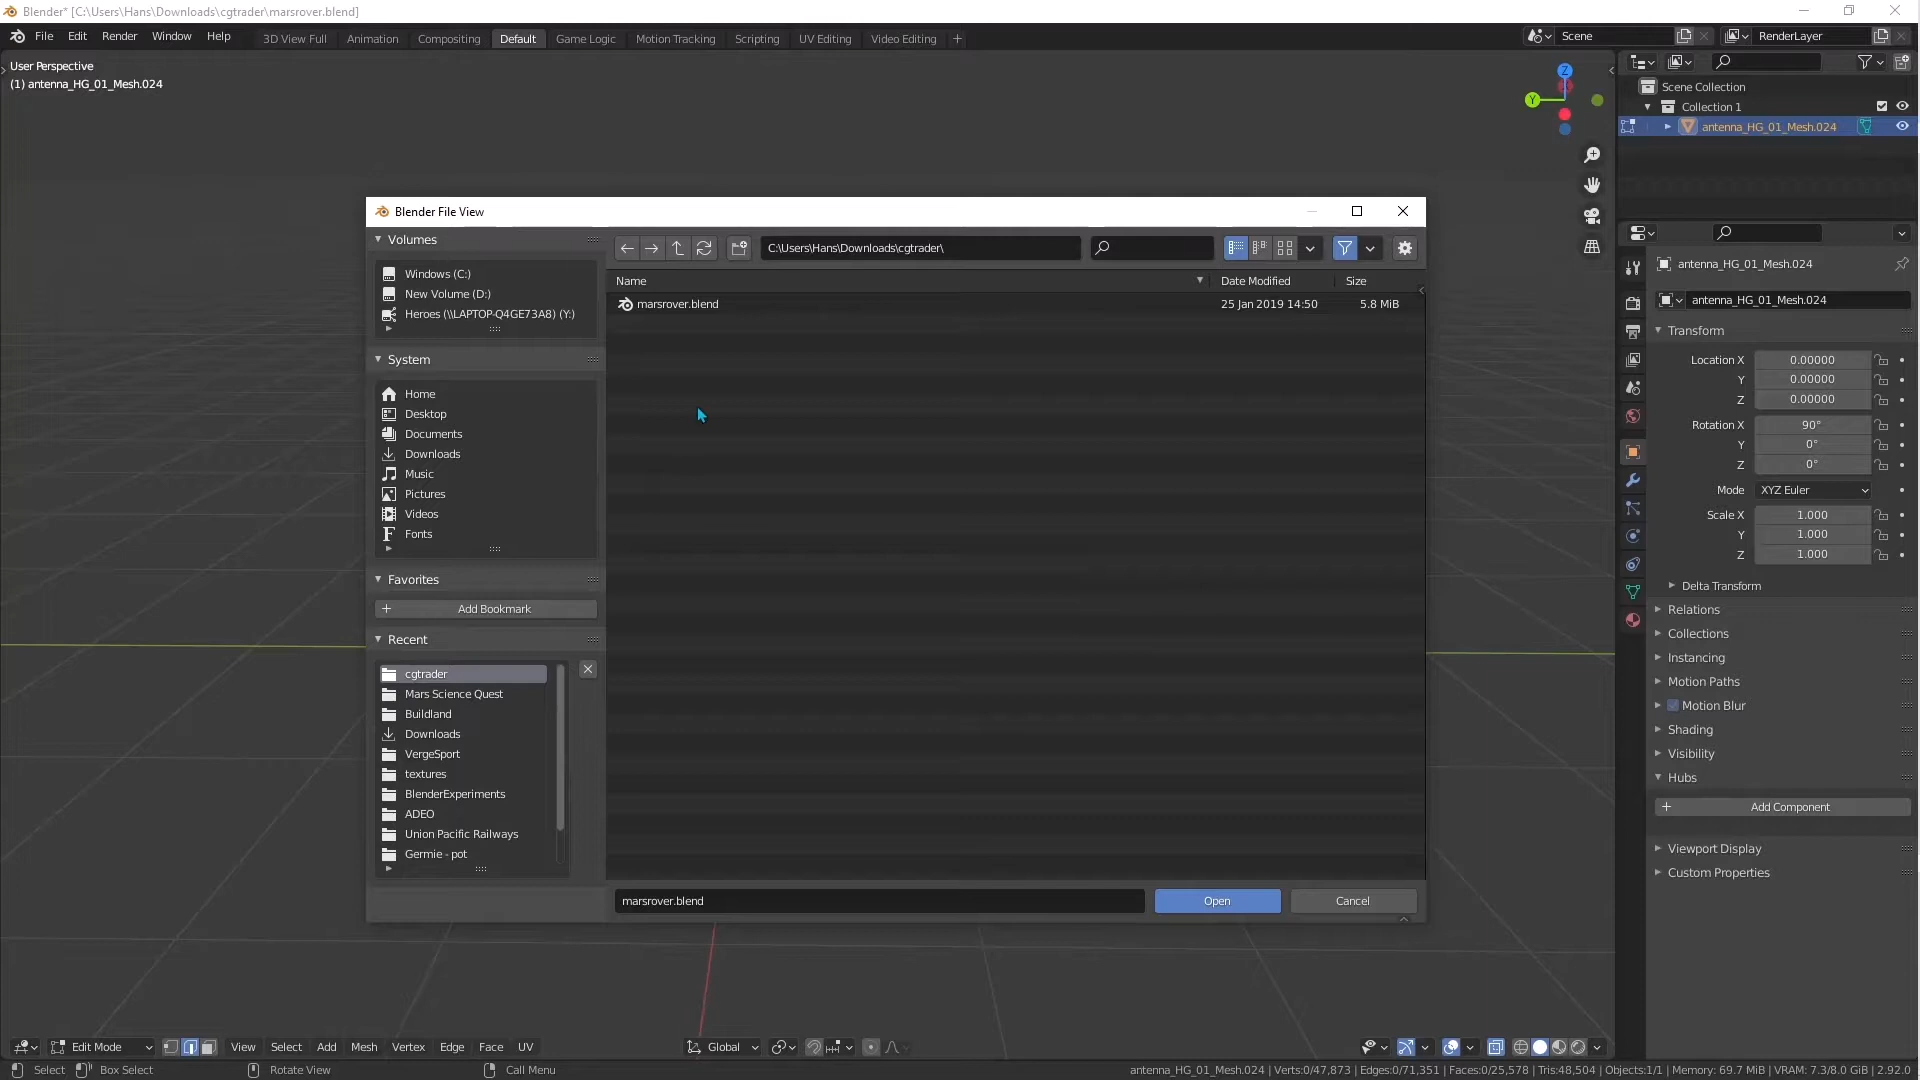 Blender* [C:\Users\Hans\Downloads\cgtrader\marsrover.blend]
File Edit Render Window Help 3D View Full Animation Compositing Default Game Logic Motion Tracking Scripting UV Editing Video Editing + Scene RenderLayer
User Perspective
(1) antenna_HG_01_Mesh.024
Z
Y
Scene Collection
Collection 1
antenna_HG_01_Mesh.024
Blender File View
Volumes
Windows (C:)
New Volume (D:)
Heroes (\\LAPTOP-Q4GE73A8) (Y:)
System
Home
Desktop
Documents
Downloads
Music
Pictures
Videos
Fonts
Favorites
Add Bookmark
Recent
cgtrader
Mars Science Quest
Buildland
Downloads
VergeSport
textures
BlenderExperiments
ADEO
Union Pacific Railways
Germie - pot
C:\Users\Hans\Downloads\cgtrader\
Name Date Modified Size
marsrover.blend 25 Jan 2019 14:50 5.8 MiB
marsrover.blend Open Cancel
antenna_HG_01_Mesh.024
antenna_HG_01_Mesh.024
Transform
Location X 0.00000
Y 0.00000
Z 0.00000
Rotation X 90°
Y 0°
Z 0°
Mode XYZ Euler
Scale X 1.000
Y 1.000
Z 1.000
Delta Transform
Relations
Collections
Instancing
Motion Paths
Motion Blur
Shading
Visibility
Hubs
Add Component
Viewport Display
Custom Properties
Edit Mode View Select Add Mesh Vertex Edge Face UV Global
Select Box Select Rotate View Call Menu antenna_HG_01_Mesh.024 | Verts:0/47,873 | Edges:0/71,351 | Faces:0/25,578 | Tris:48,504 | Objects:1/1 | Memory: 69.7 MiB | VRAM: 7.3/8.0 GiB | 2.92.0